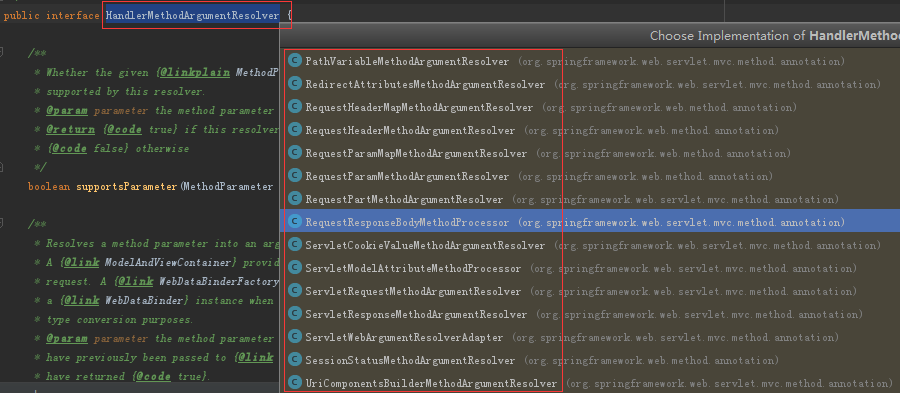 public interface HandlerMethodArgumentResolver {
/**
* Whether the given {@linkplain MethodP
* supported by this resolver.
* @param parameter the method parameter
* @return {@code true} if this resolver
* {@code false} otherwise
*/
boolean supportsParameter(MethodParameter
/**
* Resolves a method parameter into an arg
* A {@link ModelAndViewContainer} provid
* request. A {@link WebDataBinderFactory
* a {@link WebDataBinder} instance when
* type conversion purposes.
* @param parameter the method parameter
* have previously been passed to {@link
* have returned {@code true}.
Choose Implementation of HandlerMethod
PathVariableMethodArgumentResolver (org.springframework.web.servlet.mvc.method.annotation)
RedirectAttributesMethodArgumentResolver (org.springframework.web.servlet.mvc.method.annotation)
RequestHeaderMapMethodArgumentResolver (org.springframework.web.method.annotation)
RequestHeaderMethodArgumentResolver (org.springframework.web.method.annotation)
RequestParamMapMethodArgumentResolver (org.springframework.web.method.annotation)
RequestParamMethodArgumentResolver (org.springframework.web.method.annotation)
RequestPartMethodArgumentResolver (org.springframework.web.servlet.mvc.method.annotation)
RequestResponseBodyMethodProcessor (org.springframework.web.servlet.mvc.method.annotation)
ServletCookieValueMethodArgumentResolver (org.springframework.web.servlet.mvc.method.annotation)
ServletModelAttributeMethodProcessor (org.springframework.web.servlet.mvc.method.annotation)
ServletRequestMethodArgumentResolver (org.springframework.web.servlet.mvc.method.annotation)
ServletResponseMethodArgumentResolver (org.springframework.web.servlet.mvc.method.annotation)
ServletWebArgumentResolverAdapter (org.springframework.web.servlet.mvc.method.annotation)
SessionStatusMethodArgumentResolver (org.springframework.web.method.annotation)
UriComponentsBuilderMethodArgumentResolver (org.springframework.web.servlet.mvc.method.annotation)